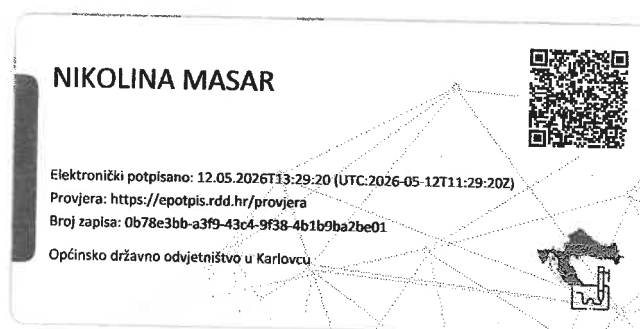 NIKOLINA MASAR
Elektronički potpisano: 12.05.2026T13:29:20 (UTC:2026-05-12T11:29:20Z)
Provjera: https://epotpis.rdd.hr/provjera
Broj zapisa: 0b78e3bb-a3f9-43c4-9f38-4b1b9ba2be01
Općinsko državno odvjetništvo u Karlovcu